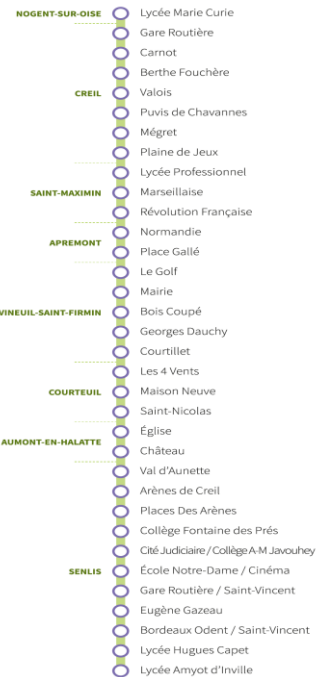 NOGENT-SUR-OISE Lycée Marie Curie
Gare Routière
Carnot
Berthe Fouchère
CREIL Valois
Puvis de Chavannes
Mégret
Plaine de Jeux
Lycée Professionnel
SAINT-MAXIMIN Marseillaise
Révolution Française
Normandie
APREMONT
Place Gallé
Le Golf
Mairie
VINEUIL-SAINT-FIRMIN Bois Coupé
Georges Dauchy
Courtillet
Les 4 Vents
COURTEUIL Maison Neuve
Saint-Nicolas
Église
AUMONT-EN-HALATTE
Château
Val d'Aunette
Arènes de Creil
Places Des Arènes
Collège Fontaine des Prés
Cité Judiciaire / Collège A-M Javouhey
SENLIS École Notre-Dame / Cinéma
Gare Routière / Saint-Vincent
Eugène Gazeau
Bordeaux Odent / Saint-Vincent
Lycée Hugues Capet
Lycée Amyot d'Inville